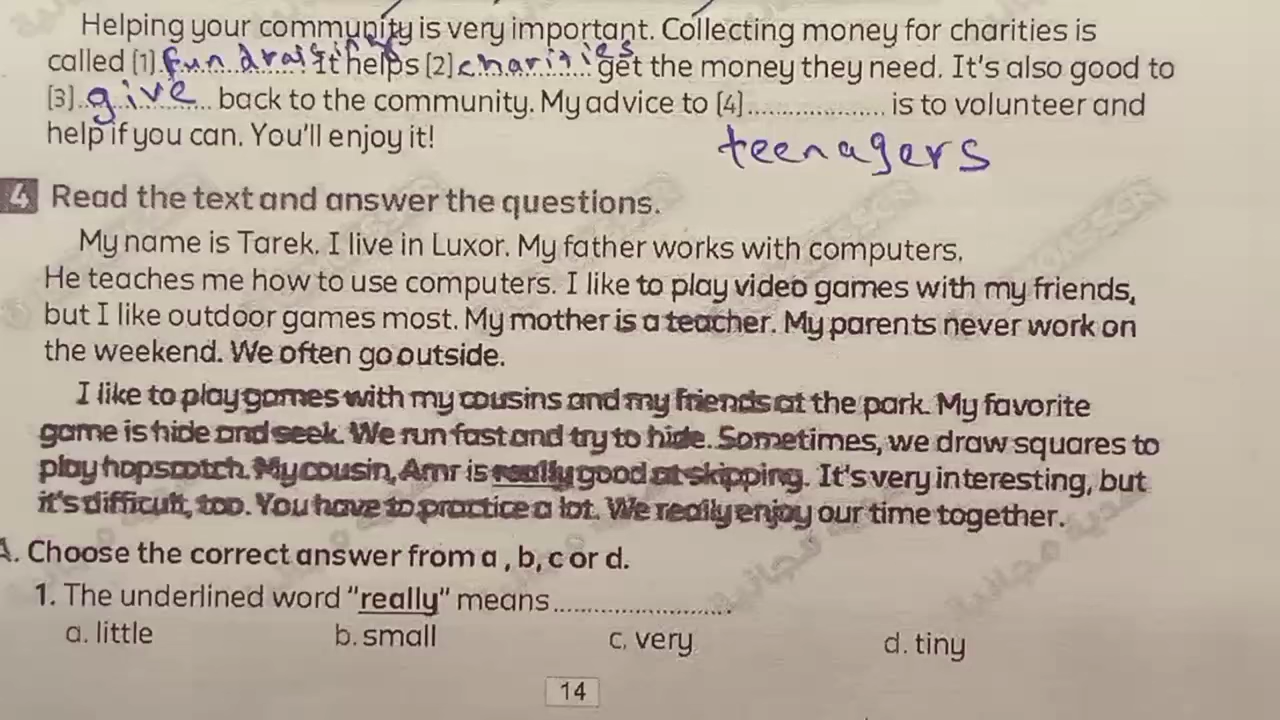 Helping your community is very important. Collecting money for charities is
called [1] fundraising It helps [2] charities get the money they need. It's also good to
[3] give back to the community. My advice to [4] .................... is to volunteer and
help if you can. You'll enjoy it!
teenagers
4 Read the text and answer the questions.
My name is Tarek. I live in Luxor. My father works with computers.
He teaches me how to use computers. I like to play video games with my friends,
but I like outdoor games most. My mother is a teacher. My parents never work on
the weekend. We often go outside.
I like to play games with my cousins and my friends at the park. My favorite
game is hide and seek. We run fast and try to hide. Sometimes, we draw squares to
play hopscotch. My cousin, Amr is really good at skipping. It's very interesting, but
it's difficult, too. You have to practice a lot. We really enjoy our time together.
A. Choose the correct answer from a , b, c or d.
1. The underlined word "really" means ..........................
a. little b. small c. very d. tiny
14